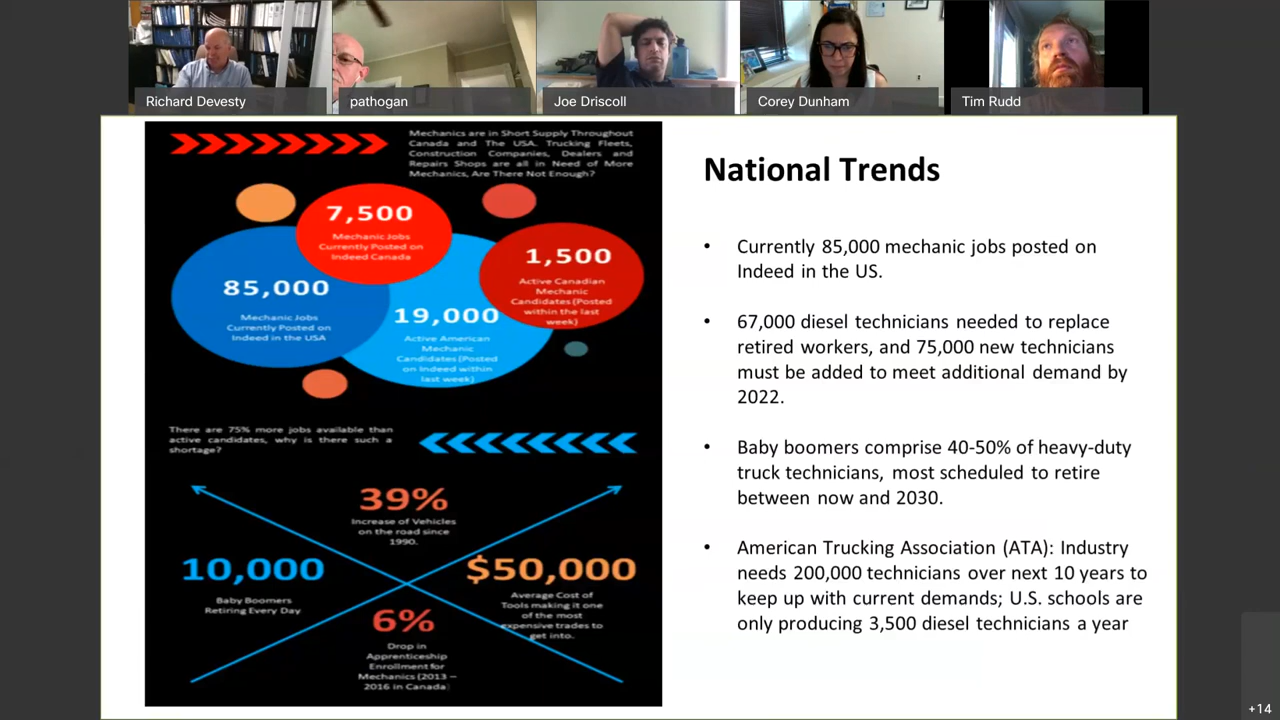 Richard Devesty
pathogan
Joe Driscoll
Corey Dunham
Tim Rudd
Mechanics are in Short Supply Throughout
Canada and The USA. Trucking Fleets,
Construction Companies, Dealers and
Repairs Shops are all in Need of More
Mechanics, Are There Not Enough?
7,500
Mechanic Jobs
Currently Posted on
Indeed Canada
1,500
Active Canadian
Mechanic
Candidates (Posted
within the last
week)
85,000
Mechanic Jobs
Currently Posted on
Indeed in the USA
19,000
Active American
Mechanic
Candidates (Posted
on Indeed within
last week)
There are 75% more jobs available than
active candidates, why is there such a
shortage?
39%
Increase of Vehicles
on the road since
1990.
10,000
Baby Boomers
Retiring Every Day
$50,000
Average Cost of
Tools making it one
of the most
expensive trades to
get into.
6%
Drop in
Apprenticeship
Enrollment for
Mechanics (2013 –
2016 in Canada)
National Trends
• Currently 85,000 mechanic jobs posted on
Indeed in the US.
• 67,000 diesel technicians needed to replace
retired workers, and 75,000 new technicians
must be added to meet additional demand by
2022.
• Baby boomers comprise 40-50% of heavy-duty
truck technicians, most scheduled to retire
between now and 2030.
• American Trucking Association (ATA): Industry
needs 200,000 technicians over next 10 years to
keep up with current demands; U.S. schools are
only producing 3,500 diesel technicians a year
+14